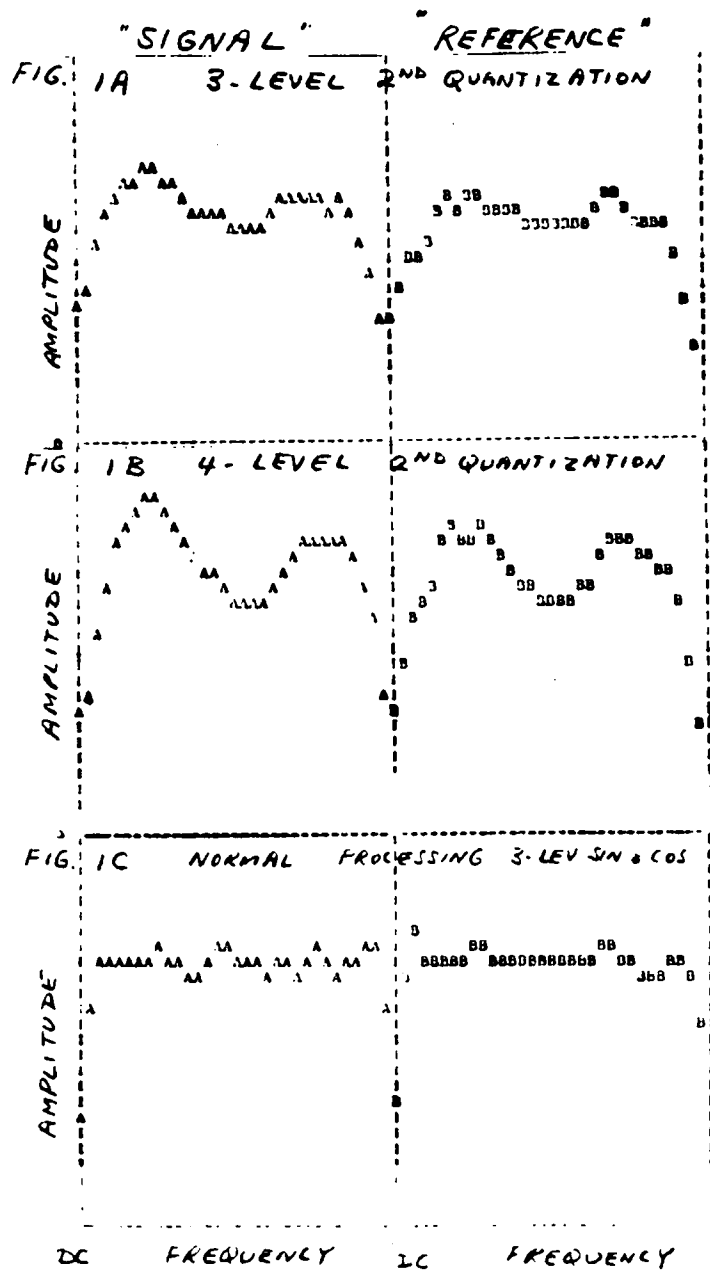 "SIGNAL" "REFERENCE"
FIG. 1A 3-LEVEL 2ND QUANTIZATION
AMPLITUDE
FIG 1B 4-LEVEL 2ND QUANTIZATION
AMPLITUDE
FIG. 1C NORMAL PROCESSING 3-LEV SIN & COS
AMPLITUDE
DC FREQUENCY IC FREQUENCY